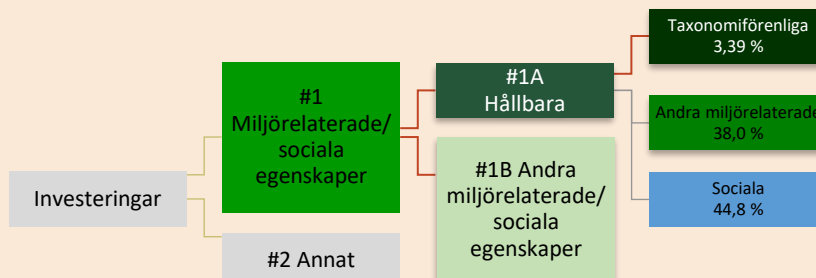 Investeringar
#1
Miljörelaterade/
sociala
egenskaper
#2 Annat
#1A
Hållbara
#1B Andra
miljörelaterade/
sociala
egenskaper
Taxonomiförenliga
3,39 %
Andra miljörelaterade
38,0 %
Sociala
44,8 %